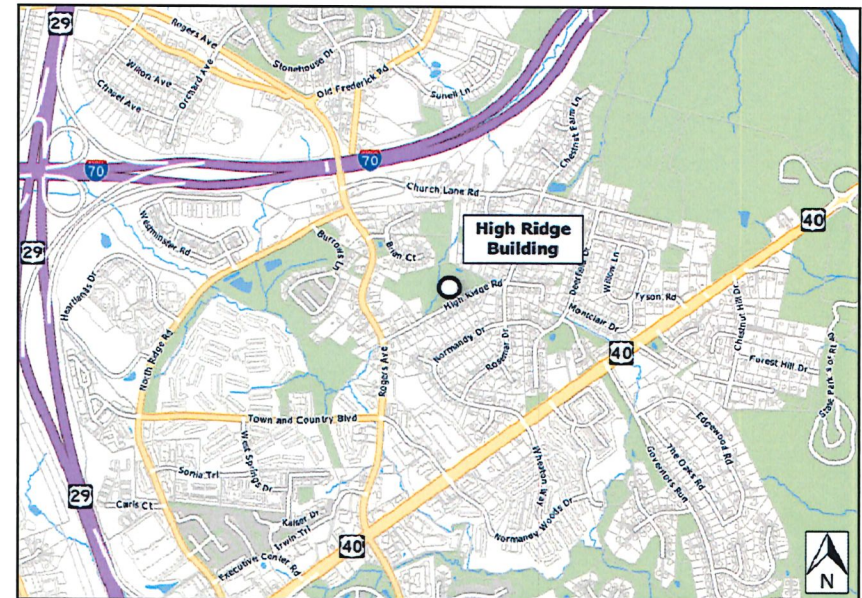 29
Rogers Ave
Stonehouse Dr
Wilton Ave
Orchard Ave
Chapel Ave
Old Frederick Rd
Sunell Ln
Chestnut Farm Ln
70
70
Church Lane Rd
High Ridge
Building
Westminster Rd
Burrows Ln
Brian Ct
29
40
Deerfield Dr
Willow Ln
Heartlands Dr
High Ridge Rd
Tyson Rd
Montclair Dr
Chestnut Hill Dr
North Ridge Rd
Normandy Dr
Rosemar Dr
40
Forest Hill Dr
Rogers Ave
Town and Country Blvd
Edgewood Rd
West Springs Dr
Wheaton Way
The Oaks Rd
Governors Run
Sonia Trl
29
Caris Ct
Kaiser Dr
Irwin Trl
Normandy Woods Dr
Executive Center Rd
40
N